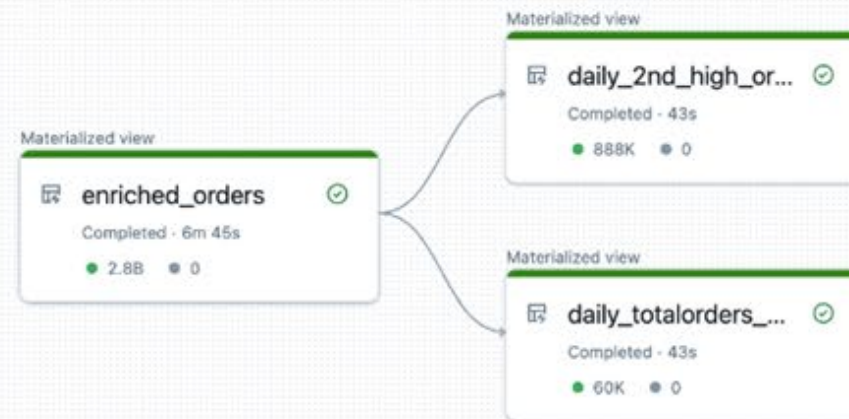 Materialized view
enriched_orders
Completed · 6m 45s
2.8B 0
Materialized view
daily_2nd_high_or...
Completed · 43s
888K 0
Materialized view
daily_totalorders_...
Completed · 43s
60K 0